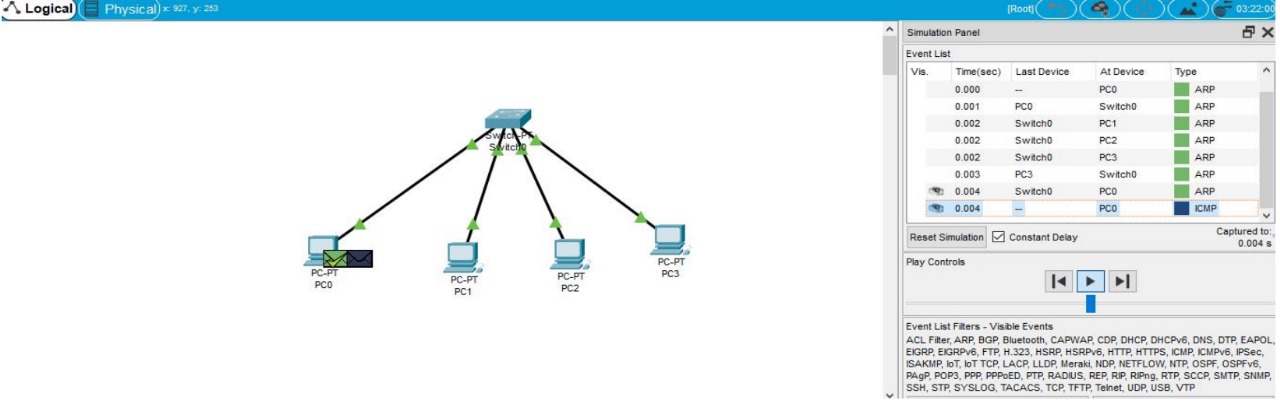 Logical Physical x: 927, y: 253 [Root] 03:22:00
Switch-PT
Switch0
PC-PT
PC0
PC-PT
PC1
PC-PT
PC2
PC-PT
PC3
Simulation Panel
Event List
Vis. Time(sec) Last Device At Device Type
0.000 -- PC0 ARP
0.001 PC0 Switch0 ARP
0.002 Switch0 PC1 ARP
0.002 Switch0 PC2 ARP
0.002 Switch0 PC3 ARP
0.003 PC3 Switch0 ARP
0.004 Switch0 PC0 ARP
0.004 -- PC0 ICMP
Reset Simulation Constant Delay Captured to:
0.004 s
Play Controls
Event List Filters - Visible Events
ACL Filter, ARP, BGP, Bluetooth, CAPWAP, CDP, DHCP, DHCPv6, DNS, DTP, EAPOL,
EIGRP, EIGRPv6, FTP, H.323, HSRP, HSRPv6, HTTP, HTTPS, ICMP, ICMPv6, IPSec,
ISAKMP, IoT, IoT TCP, LACP, LLDP, Meraki, NDP, NETFLOW, NTP, OSPF, OSPFv6,
PAgP, POP3, PPP, PPPoED, PTP, RADIUS, REP, RIP, RIPng, RTP, SCCP, SMTP, SNMP,
SSH, STP, SYSLOG, TACACS, TCP, TFTP, Telnet, UDP, USB, VTP